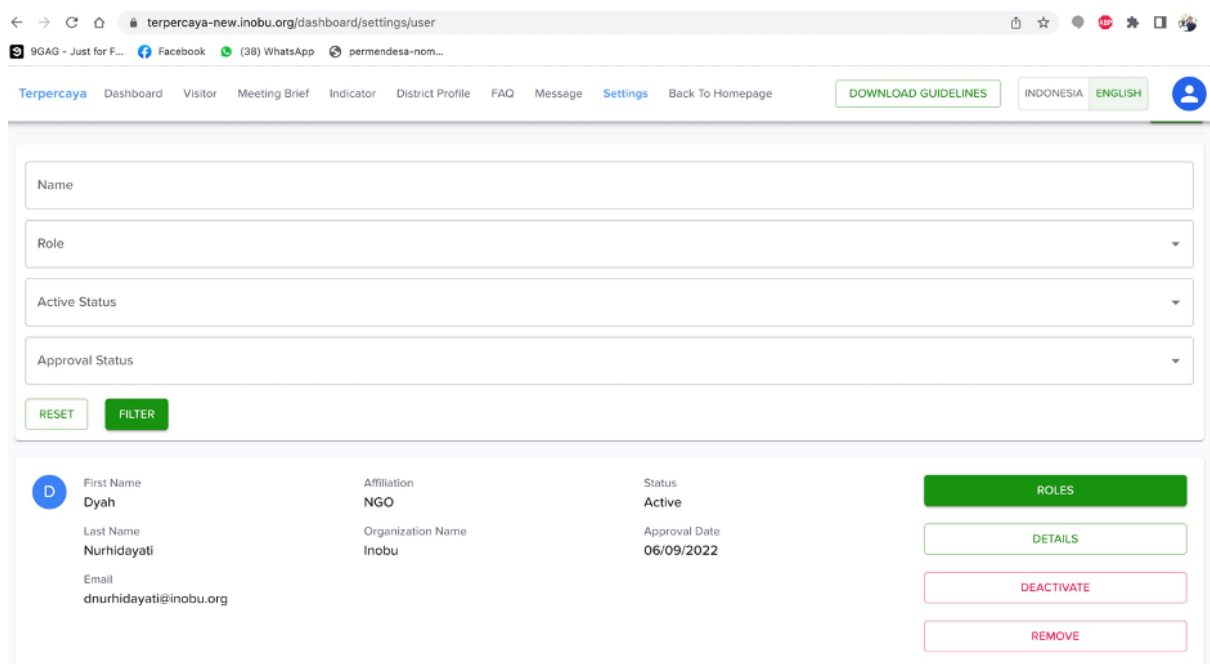 terpercaya-new.inobu.org/dashboard/settings/user
9GAG - Just for F... Facebook (38) WhatsApp permendesa-nom...
Terpercaya Dashboard Visitor Meeting Brief Indicator District Profile FAQ Message Settings Back To Homepage DOWNLOAD GUIDELINES INDONESIA ENGLISH
Name
Role
Active Status
Approval Status
RESET FILTER
D
First Name Affiliation Status
Dyah NGO Active
ROLES
Last Name Organization Name Approval Date
Nurhidayati Inobu 06/09/2022
DETAILS
Email
dnurhidayati@inobu.org
DEACTIVATE
REMOVE